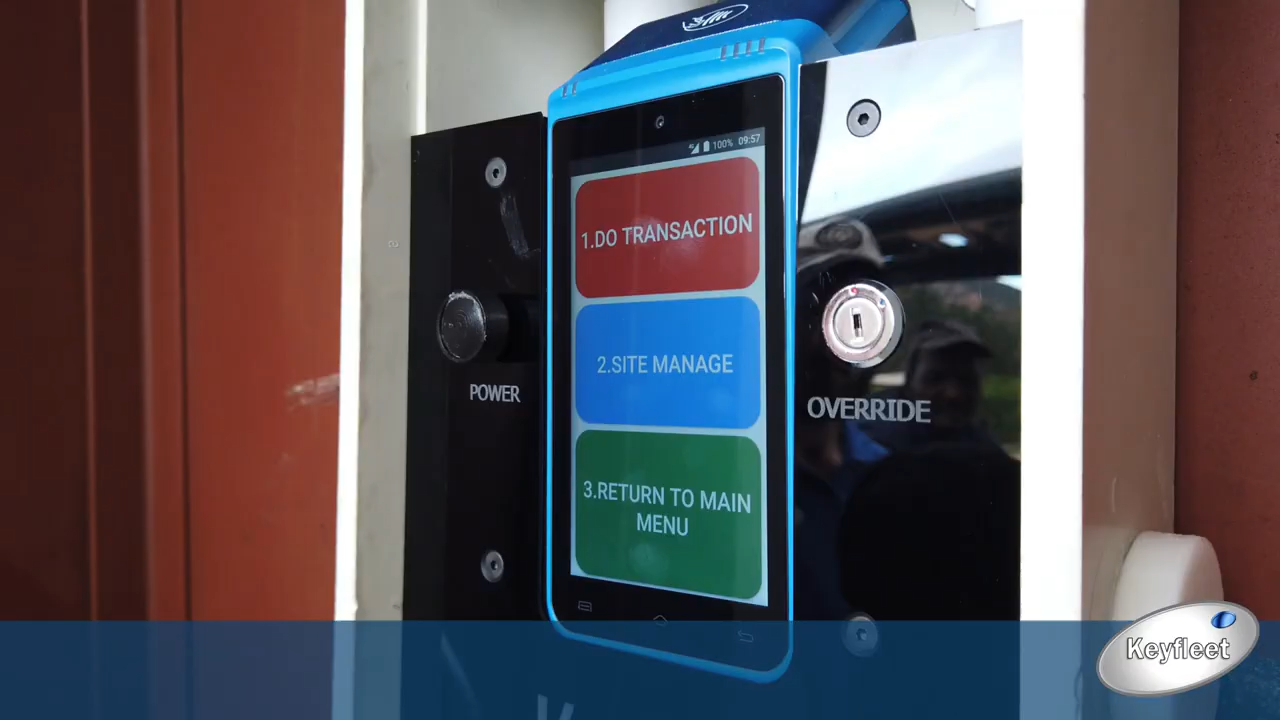 100% 09:57
1.DO TRANSACTION
2.SITE MANAGE
3.RETURN TO MAIN
MENU
POWER
OVERRIDE
Keyfleet